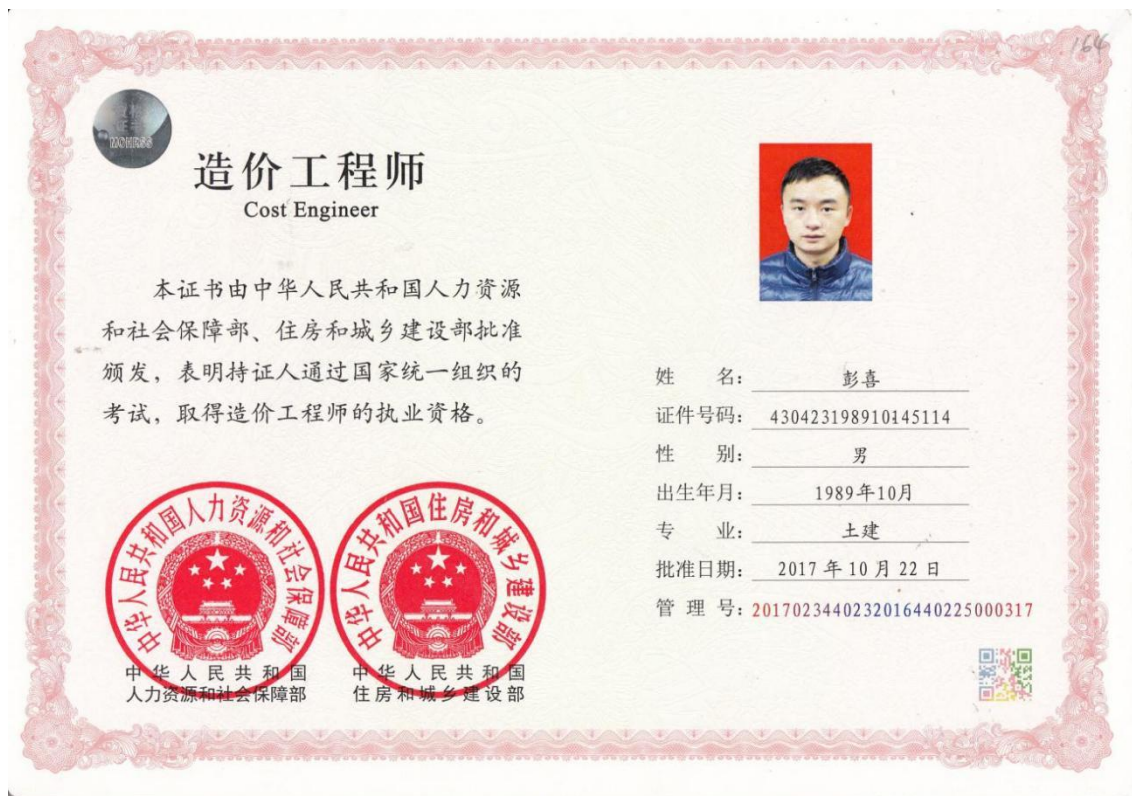 164
MOHRSS
造价工程师
Cost Engineer
本证书由中华人民共和国人力资源
和社会保障部、住房和城乡建设部批准
颁发，表明持证人通过国家统一组织的
考试，取得造价工程师的执业资格。
姓 名：彭喜
证件号码：430423198910145114
性 别：男
出生年月：1989年10月
专 业：土建
批准日期：2017年10月22日
管 理 号：2017023440232016440225000317
中华人民共和国人力资源和社会保障部
中华人民共和国住房和城乡建设部
中华人民共和国
人力资源和社会保障部
中华人民共和国
住房和城乡建设部